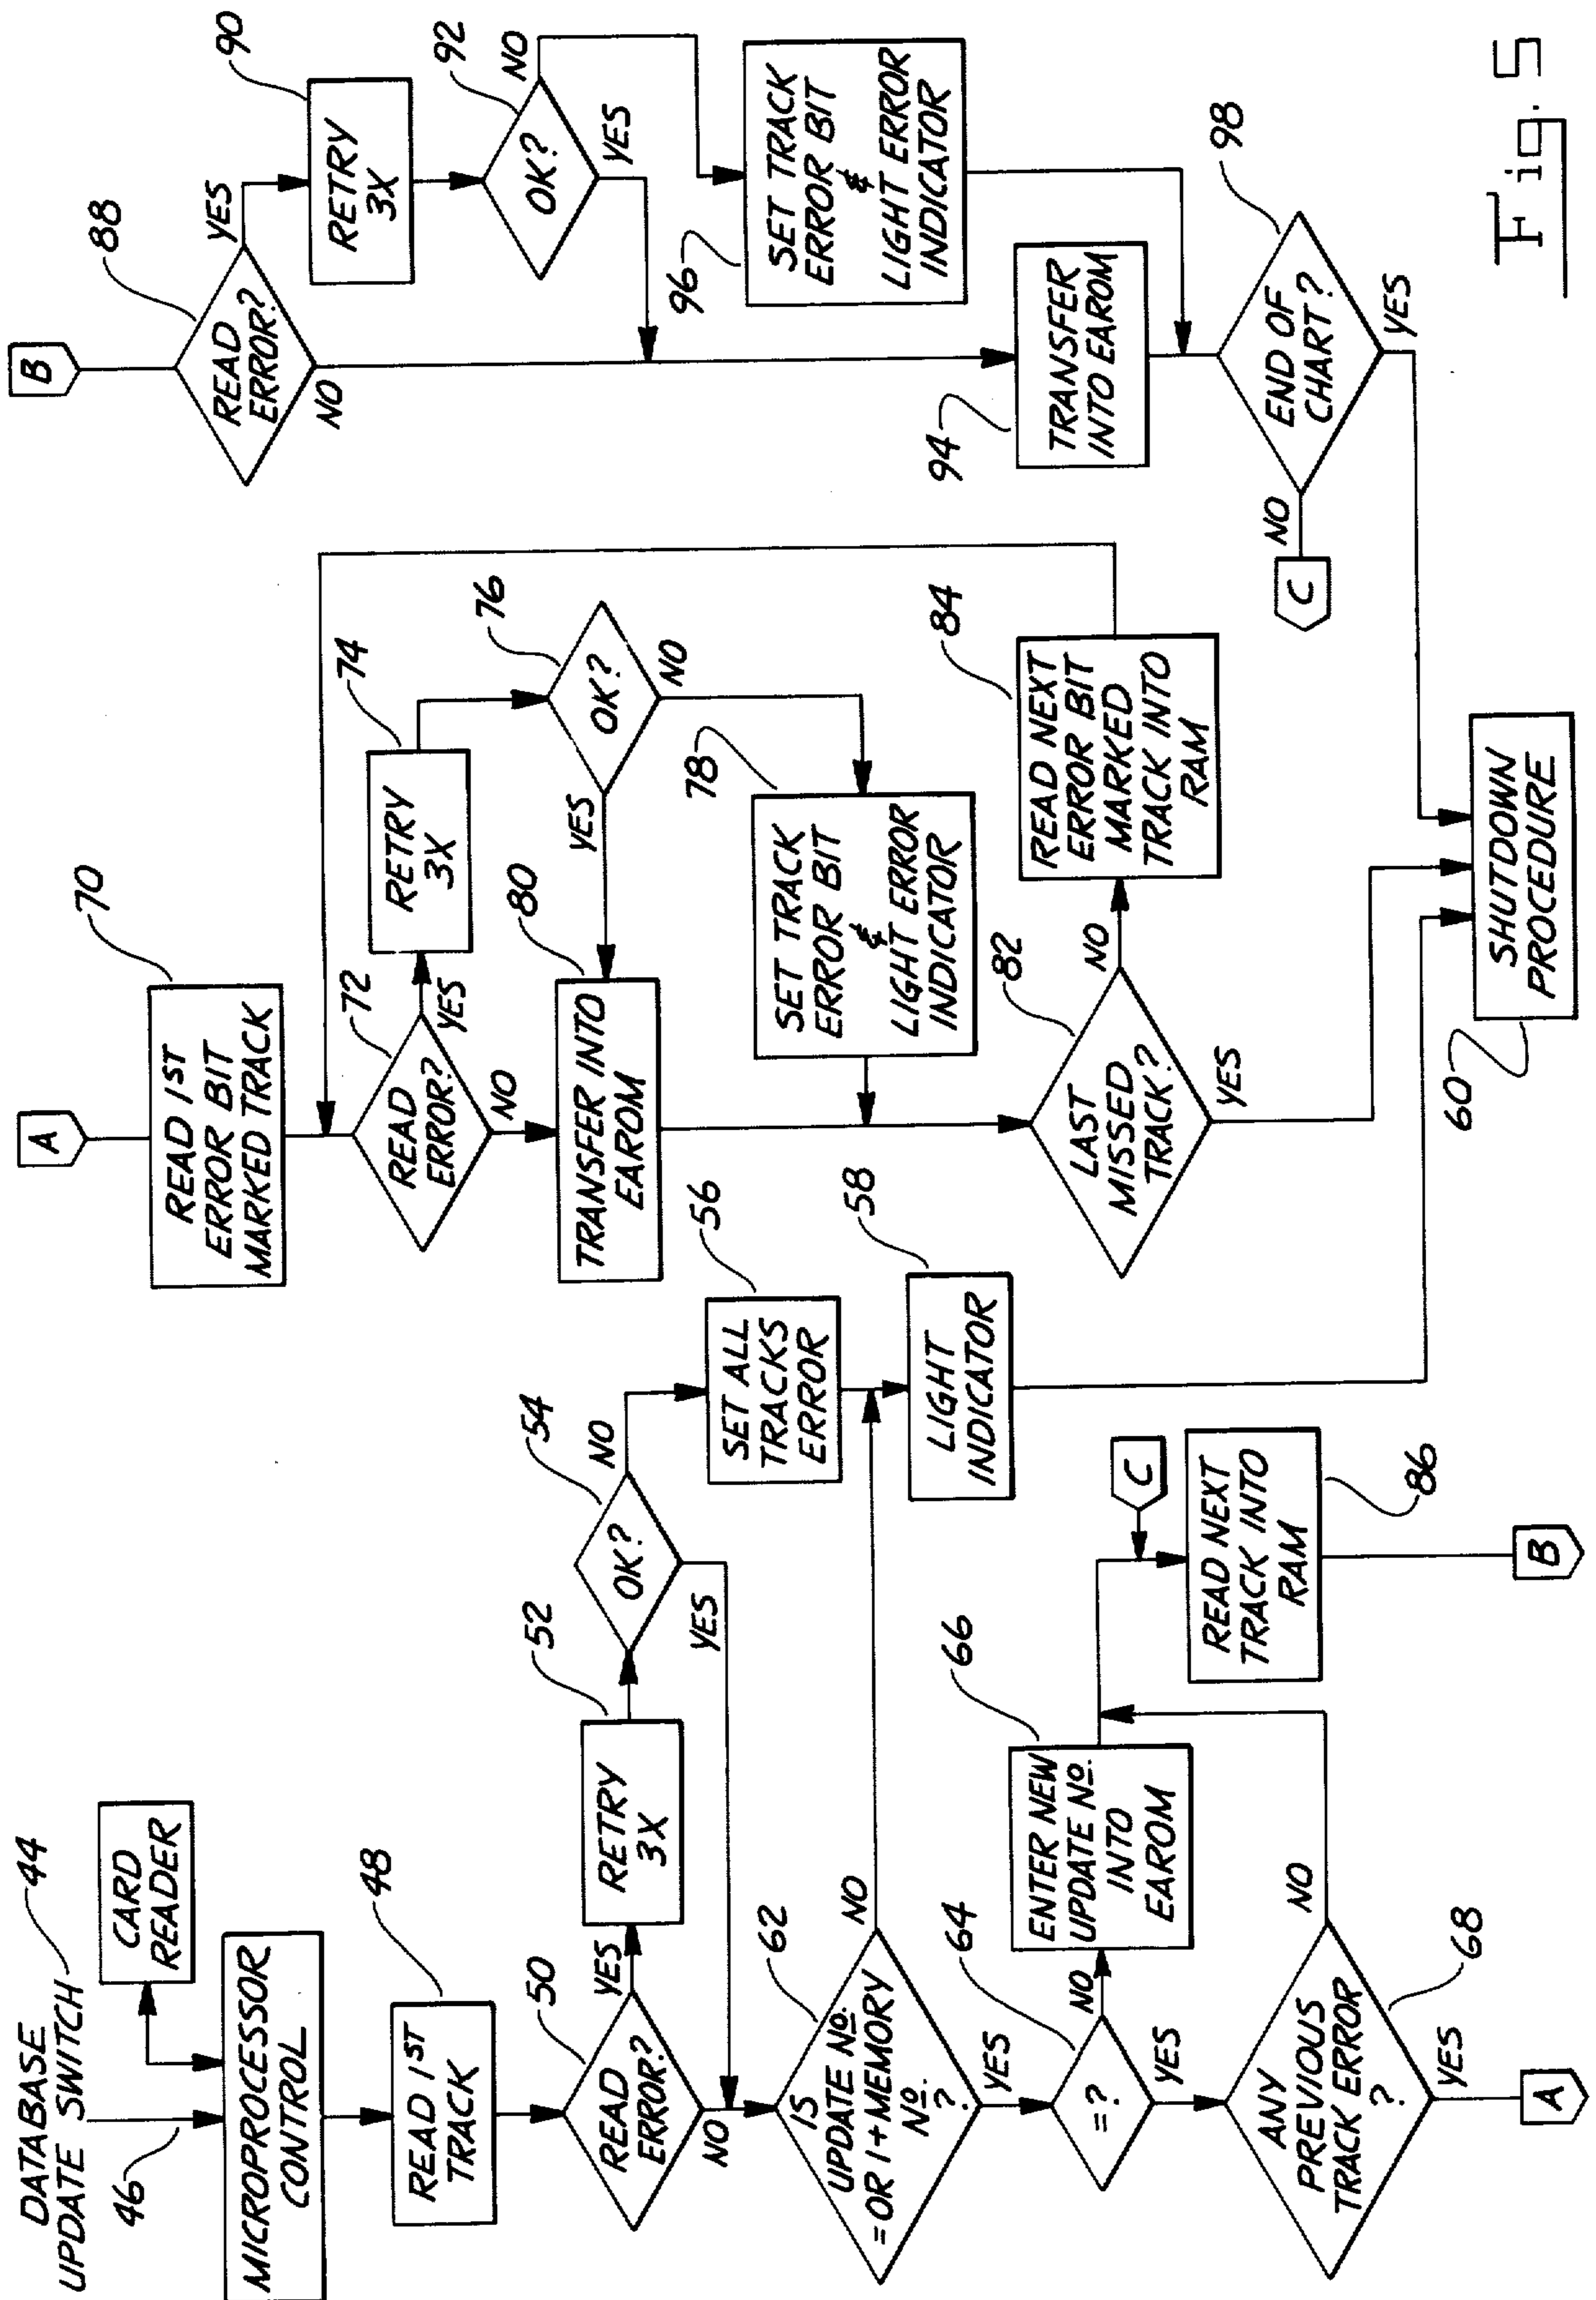 DATABASE
UPDATE SWITCH
44
46
CARD
READER
MICROPROCESSOR
CONTROL
48
READ 1ST
TRACK
50
READ
ERROR?
YES
NO
52
RETRY
3X
54
OK?
NO
YES
56
SET ALL
TRACKS
ERROR
58
LIGHT
INDICATOR
62
IS
UPDATE No.
= OR 1 + MEMORY
No.
?
NO
YES
64
= ?
NO
YES
66
ENTER NEW
UPDATE No.
INTO
EAROM
68
ANY
PREVIOUS
TRACK ERROR
?
NO
YES
A
C
READ NEXT
TRACK INTO
RAM
86
B
A
70
READ 1ST
ERROR BIT
MARKED TRACK
72
READ
ERROR?
YES
NO
74
RETRY
3X
76
OK?
YES
NO
80
TRANSFER INTO
EAROM
78
SET TRACK
ERROR BIT
&
LIGHT ERROR
INDICATOR
82
LAST
MISSED
TRACK?
NO
YES
84
READ NEXT
ERROR BIT
MARKED
TRACK INTO
RAM
60
SHUTDOWN
PROCEDURE
B
88
READ
ERROR?
YES
NO
90
RETRY
3X
92
OK?
NO
YES
96
SET TRACK
ERROR BIT
&
LIGHT ERROR
INDICATOR
94
TRANSFER
INTO EAROM
98
END OF
CHART?
NO
YES
C
Fig. 5